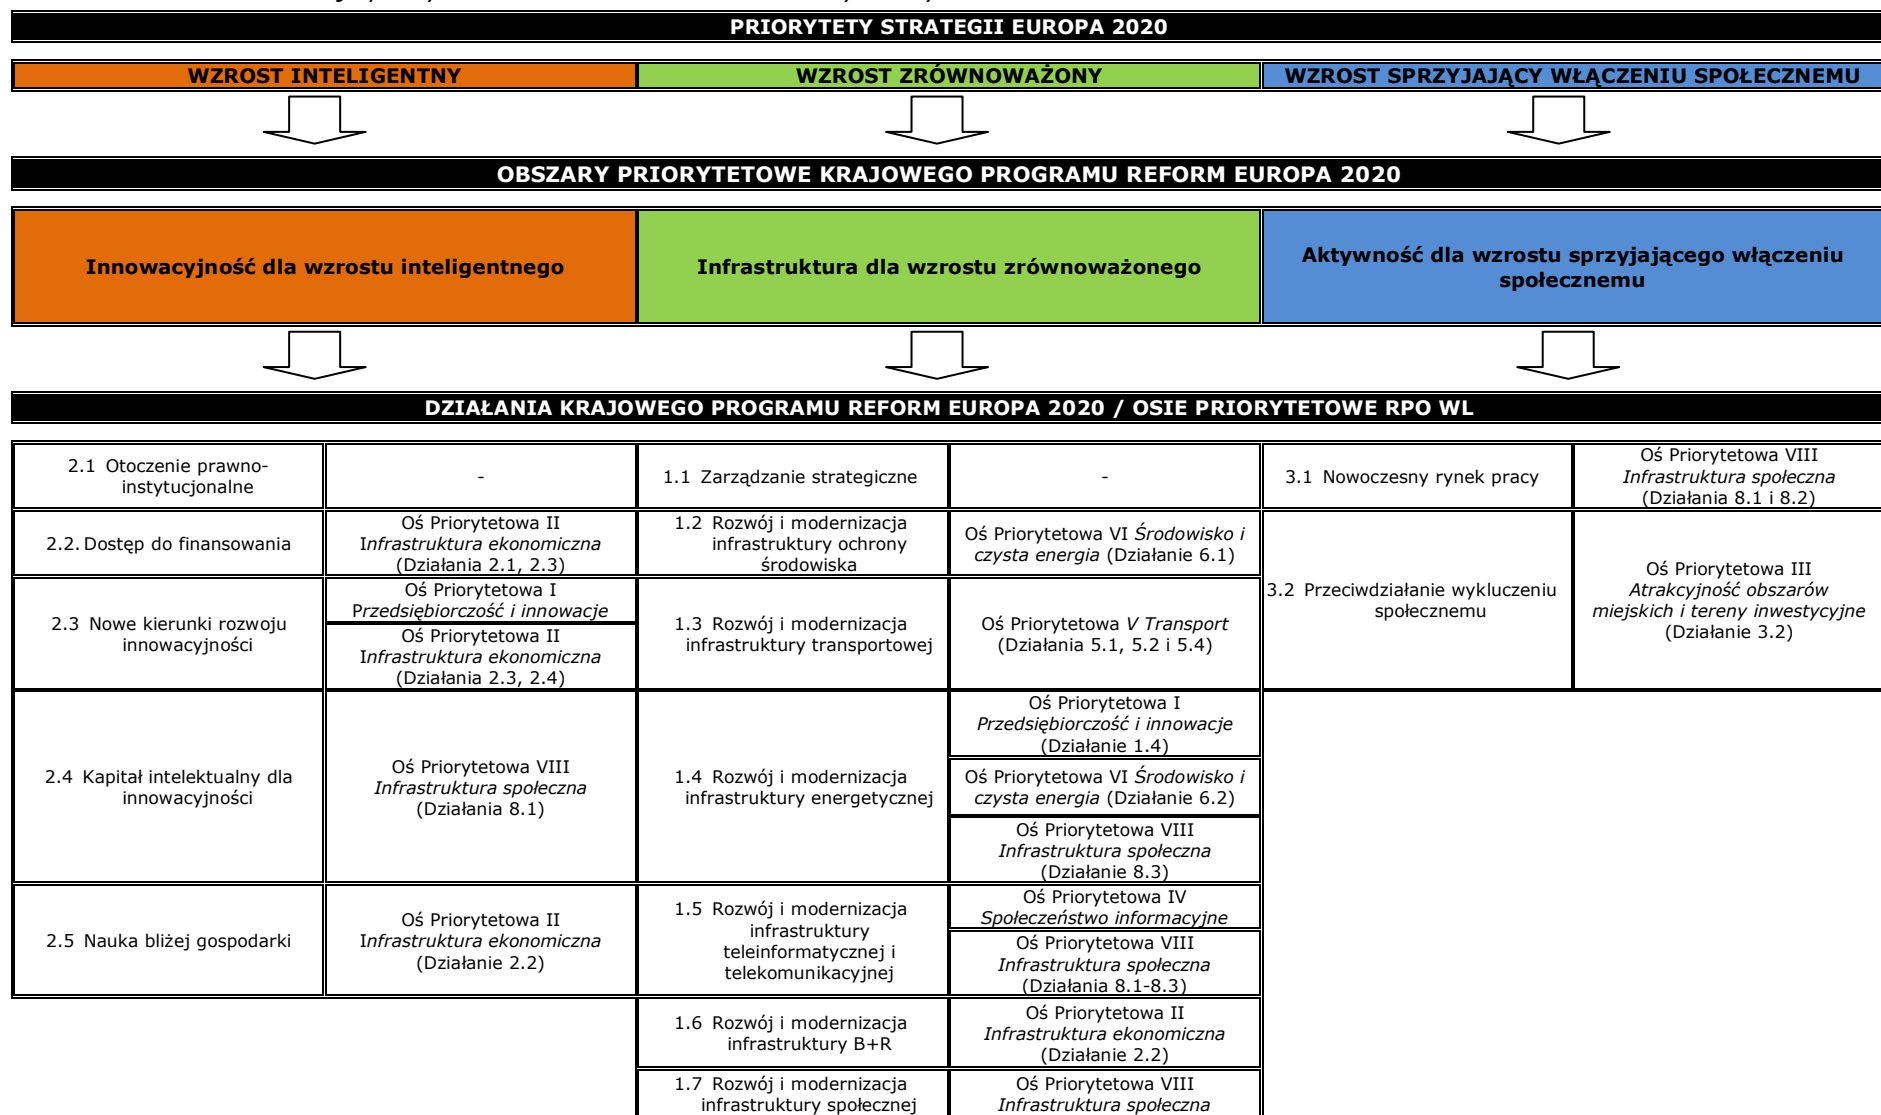 PRIORYTETY STRATEGII EUROPA 2020
WZROST INTELIGENTNY
WZROST ZRÓWNOWAŻONY
WZROST SPRZYJAJĄCY WŁĄCZENIU SPOŁECZNEMU
OBSZARY PRIORYTETOWE KRAJOWEGO PROGRAMU REFORM EUROPA 2020
Innowacyjność dla wzrostu inteligentnego
Infrastruktura dla wzrostu zrównoważonego
Aktywność dla wzrostu sprzyjającego włączeniu
społecznemu
DZIAŁANIA KRAJOWEGO PROGRAMU REFORM EUROPA 2020 / OSIE PRIORYTETOWE RPO WL
2.1 Otoczenie prawno-
instytucjonalne
-
1.1 Zarządzanie strategiczne
-
3.1 Nowoczesny rynek pracy
Oś Priorytetowa VIII
Infrastruktura społeczna
(Działania 8.1 i 8.2)
2.2. Dostęp do finansowania
Oś Priorytetowa II
Infrastruktura ekonomiczna
(Działania 2.1, 2.3)
1.2 Rozwój i modernizacja
infrastruktury ochrony
środowiska
Oś Priorytetowa VI Środowisko i
czysta energia (Działanie 6.1)
3.2 Przeciwdziałanie wykluczeniu
społecznemu
Oś Priorytetowa III
Atrakcyjność obszarów
miejskich i tereny inwestycyjne
(Działanie 3.2)
2.3 Nowe kierunki rozwoju
innowacyjności
Oś Priorytetowa I
Przedsiębiorczość i innowacje
Oś Priorytetowa II
Infrastruktura ekonomiczna
(Działania 2.3, 2.4)
1.3 Rozwój i modernizacja
infrastruktury transportowej
Oś Priorytetowa V Transport
(Działania 5.1, 5.2 i 5.4)
2.4 Kapitał intelektualny dla
innowacyjności
Oś Priorytetowa VIII
Infrastruktura społeczna
(Działania 8.1)
1.4 Rozwój i modernizacja
infrastruktury energetycznej
Oś Priorytetowa I
Przedsiębiorczość i innowacje
(Działanie 1.4)
Oś Priorytetowa VI Środowisko i
czysta energia (Działanie 6.2)
Oś Priorytetowa VIII
Infrastruktura społeczna
(Działanie 8.3)
2.5 Nauka bliżej gospodarki
Oś Priorytetowa II
Infrastruktura ekonomiczna
(Działanie 2.2)
1.5 Rozwój i modernizacja
infrastruktury
teleinformatycznej i
telekomunikacyjnej
Oś Priorytetowa IV
Społeczeństwo informacyjne
Oś Priorytetowa VIII
Infrastruktura społeczna
(Działania 8.1-8.3)
1.6 Rozwój i modernizacja
infrastruktury B+R
Oś Priorytetowa II
Infrastruktura ekonomiczna
(Działanie 2.2)
1.7 Rozwój i modernizacja
infrastruktury społecznej
Oś Priorytetowa VIII
Infrastruktura społeczna